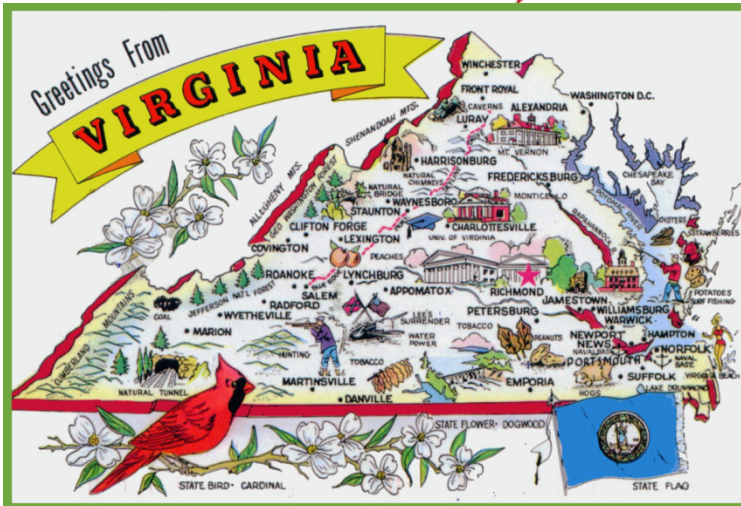 Greetings From
VIRGINIA
WINCHESTER
FRONT ROYAL
CAVERNS
ALEXANDRIA
WASHINGTON D.C.
LURAY
SHENANDOAH MTS.
MT. VERNON
HARRISONBURG
NATURAL
CHIMNEYS
FREDERICKSBURG
CHESAPEAKE
BAY
ALLEGHENY MTS.
GEO. WASHINGTON FOREST
NATURAL
BRIDGE
WAYNESBORO
MONTICELLO
POTOMAC RIVER
STAUNTON
RAPAHANNOCK
OYSTERS
STRAWBERRIES
CLIFTON FORGE
CHARLOTTESVILLE
LEXINGTON
UNIV. OF VIRGINIA
COVINGTON
PEACHES
ROANOKE
LYNCHBURG
POTATOES
SURF FISHING
SALEM
APPOMATOX
RICHMOND
JAMESTOWN
JEFFERSON NAT'L FOREST
RADFORD
PETERSBURG
WILLIAMSBURG
COAL
WYETHEVILLE
LEE'S
SURRENDER
WARWICK
CUMBERLAND MOUNTAINS
MARION
TOBACCO
HAMPTON
WATER
POWER
PEANUTS
NEWPORT
NEWS
NAVAL BASE
NORFOLK
NAVAL
BASE
HUNTING
TOBACCO
PORTSMOUTH
VIRGINIA BEACH
NATURAL TUNNEL
MARTINSVILLE
EMPORIA
SUFFOLK
HOGS
LAKE DRUMMOND
DANVILLE
STATE FLOWER - DOGWOOD
STATE BIRD - CARDINAL
STATE FLAG